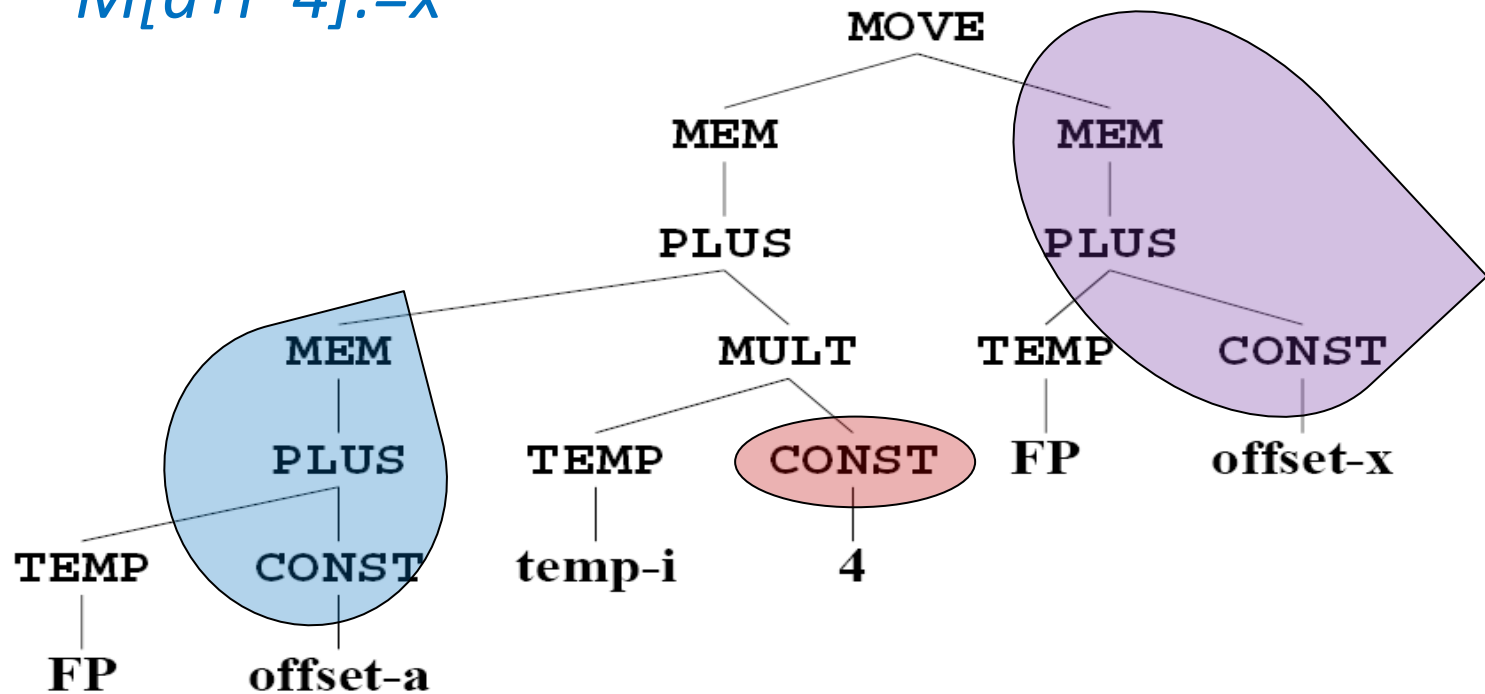 M[a+i*4]:=x
MOVE
MEM MEM
PLUS PLUS
MEM MULT TEMP CONST
PLUS TEMP CONST FP offset-x
TEMP CONST temp-i 4
FP offset-a